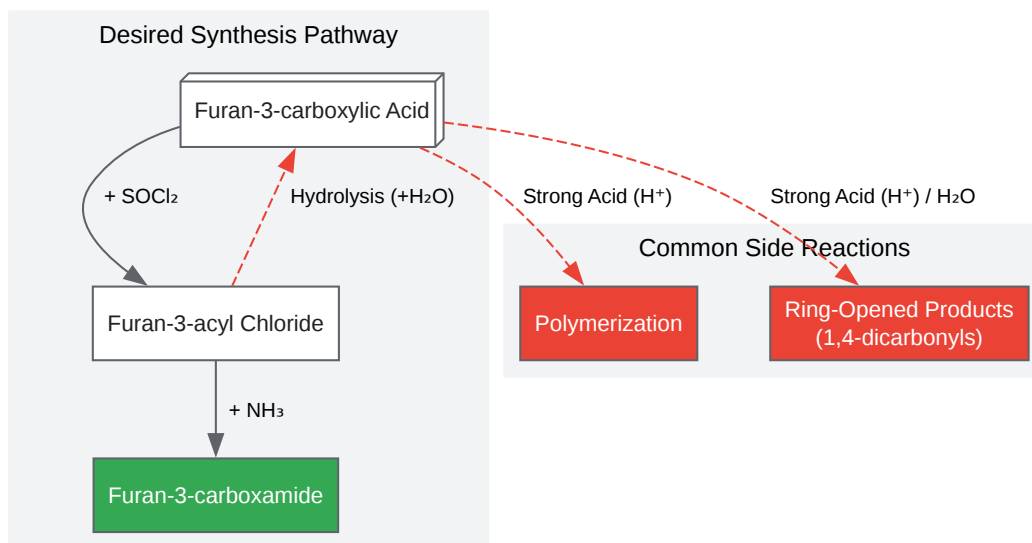 Desired Synthesis Pathway
Furan-3-carboxylic Acid
+ SOCl₂
Hydrolysis (+H₂O)
Strong Acid (H⁺)
Strong Acid (H⁺) / H₂O
Common Side Reactions
Furan-3-acyl Chloride
Polymerization
Ring-Opened Products
(1,4-dicarbonyls)
+ NH₃
Furan-3-carboxamide